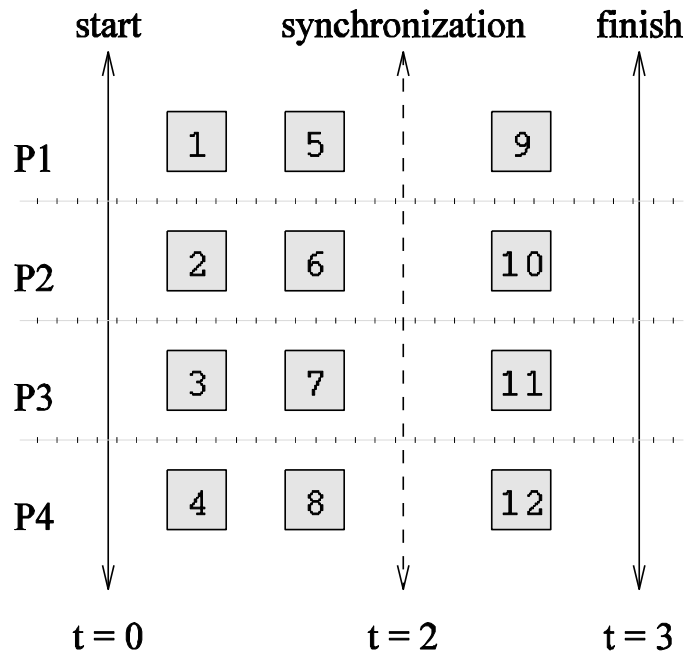 start synchronization finish
P1 1 5 9
P2 2 6 10
P3 3 7 11
P4 4 8 12
t = 0 t = 2 t = 3